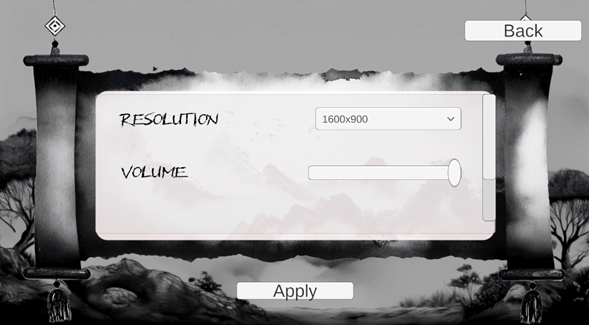 Back
RESOLUTION
1600x900
VOLUME
Apply